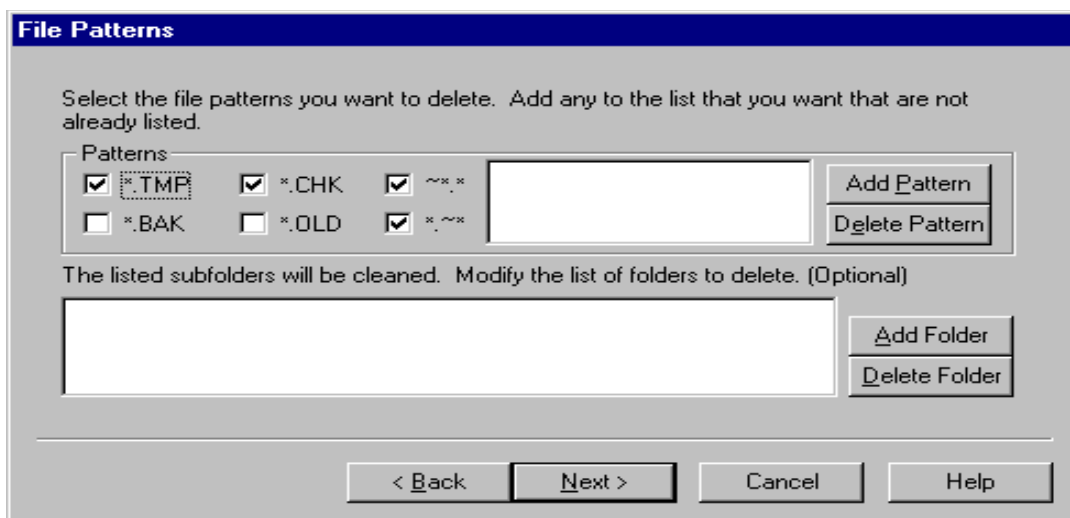 File Patterns
Select the file patterns you want to delete.  Add any to the list that you want that are not
already listed.
Patterns
*.TMP
*.CHK
~*.*
Add Pattern
*.BAK
*.OLD
*.~*
Delete Pattern
The listed subfolders will be cleaned.  Modify the list of folders to delete. (Optional)
Add Folder
Delete Folder
< Back
Next >
Cancel
Help